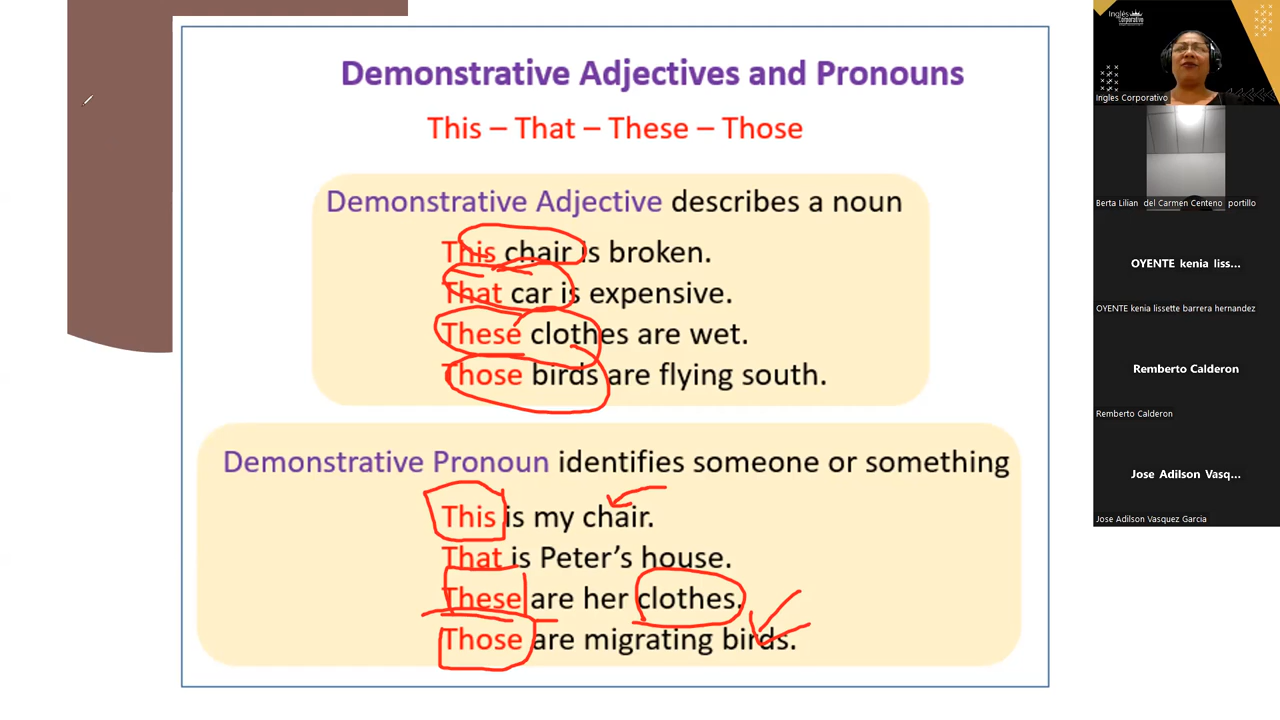 Demonstrative Adjectives and Pronouns
This – That – These – Those
Demonstrative Adjective describes a noun
This chair is broken.
That car is expensive.
These clothes are wet.
Those birds are flying south.
Demonstrative Pronoun identifies someone or something
This is my chair.
That is Peter's house.
These are her clothes.
Those are migrating birds.
Inglés
Corporativo
Ingles Corporativo
Berta Lilian del Carmen Centeno portillo
OYENTE kenia liss...
OYENTE kenia lissette barrera hernandez
Remberto Calderon
Remberto Calderon
Jose Adilson Vasq...
Jose Adilson Vasquez Garcia